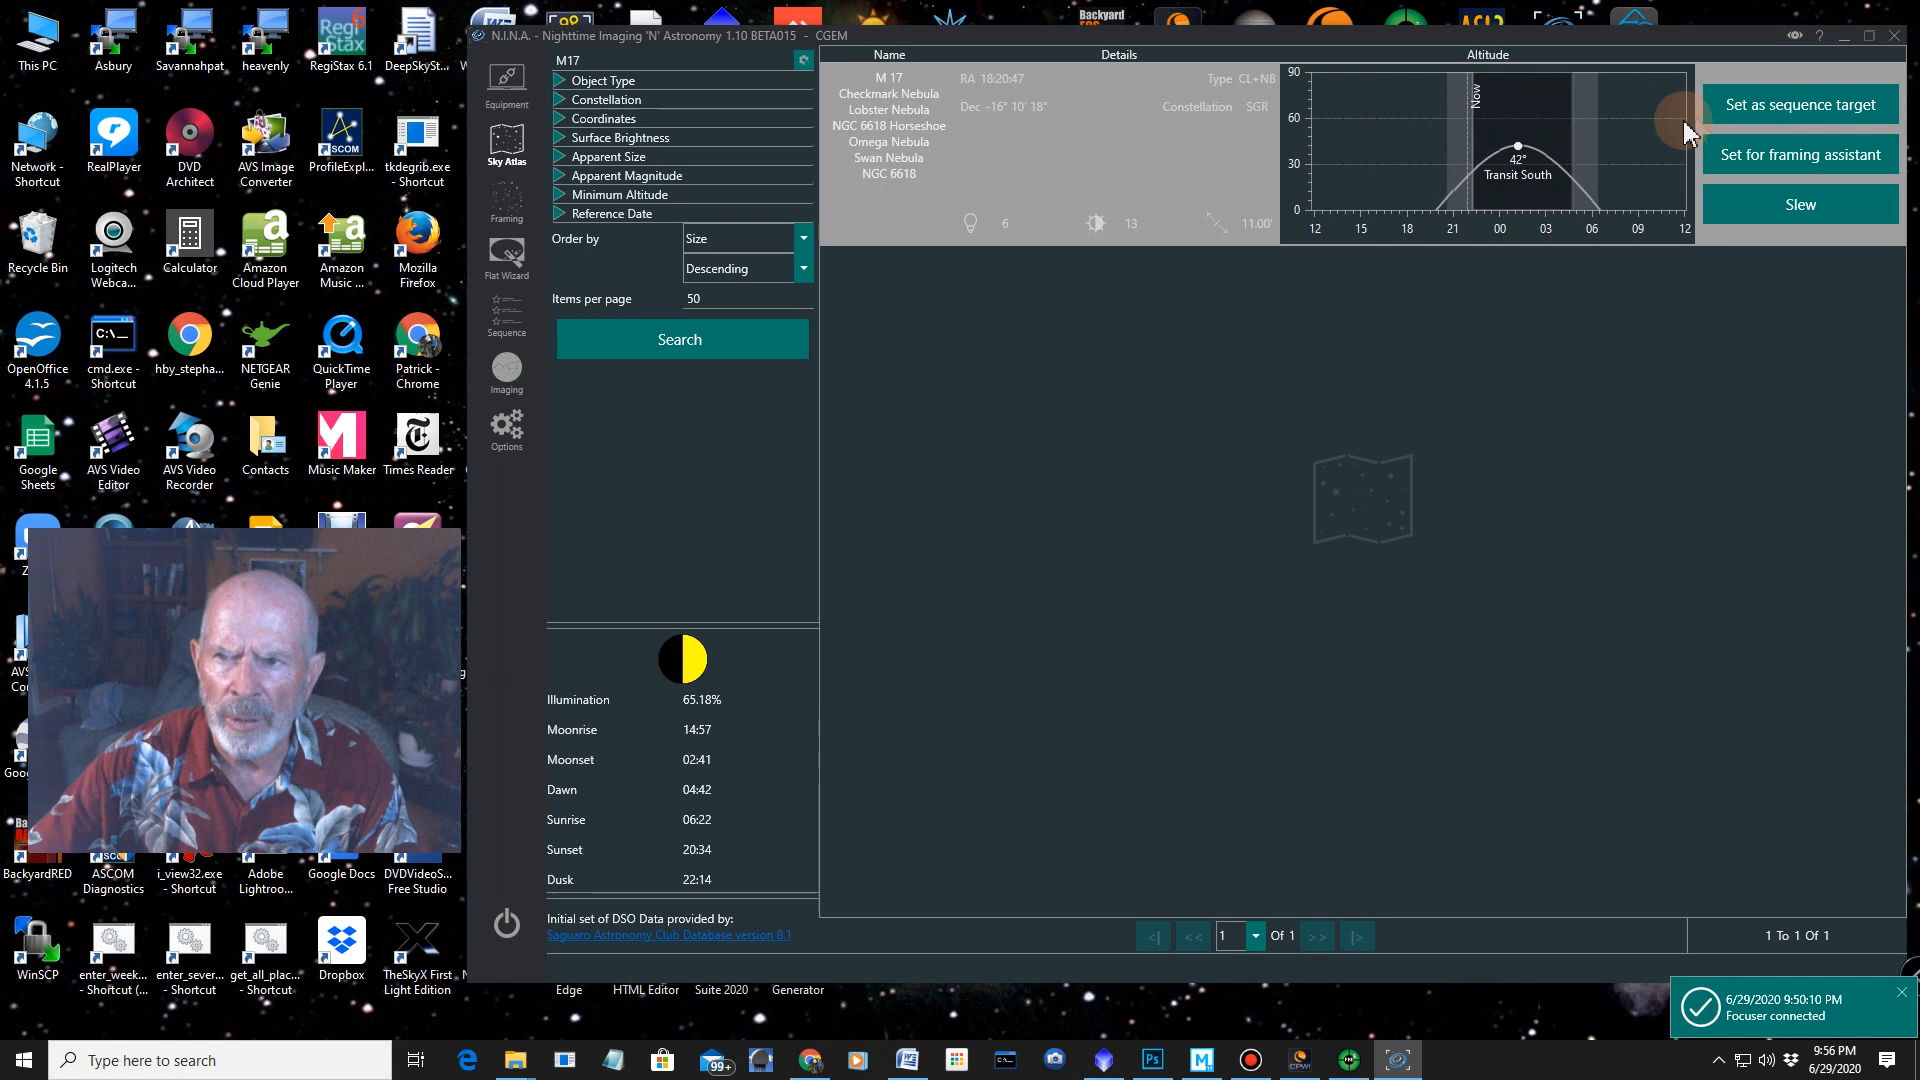 This PC
Asbury
Savannahpat
heavenly
RegiStax 6.1
DeepSkySt...
Network - Shortcut
RealPlayer
DVD Architect
AVS Image Converter
ProfileExpl...
tkdegrib.exe - Shortcut
Recycle Bin
Logitech Webca...
Calculator
Amazon Cloud Player
Amazon Music ...
Mozilla Firefox
OpenOffice 4.1.5
cmd.exe - Shortcut
hby_stepha...
NETGEAR Genie
QuickTime Player
Patrick - Chrome
Google Sheets
AVS Video Editor
AVS Video Recorder
Contacts
Music Maker
Times Reader
BackyardRED
ASCOM Diagnostics
i_view32.exe - Shortcut
Adobe Lightroo...
Google Docs
DVDVideoS... Free Studio
WinSCP
enter_week... - Shortcut (...
enter_sever... - Shortcut
get_all_plac... - Shortcut
Dropbox
TheSkyX First Light Edition
Edge
HTML Editor
Suite 2020
Generator
N.I.N.A. - Nighttime Imaging 'N' Astronomy 1.10 BETA015 - CGEM
Equipment
Sky Atlas
Framing
Flat Wizard
Sequence
Imaging
Options
M17
Object Type
Constellation
Coordinates
Surface Brightness
Apparent Size
Apparent Magnitude
Minimum Altitude
Reference Date
Order by Size
Descending
Items per page 50
Search
Illumination 65.18%
Moonrise 14:57
Moonset 02:41
Dawn 04:42
Sunrise 06:22
Sunset 20:34
Dusk 22:14
Initial set of DSO Data provided by:
Saguaro Astronomy Club Database version 8.1
Name Details Altitude
M 17
Checkmark Nebula
Lobster Nebula
NGC 6618 Horseshoe
Omega Nebula
Swan Nebula
NGC 6618
RA 18:20:47 Type CL+NB
Dec -16° 10' 18" Constellation SGR
6 13 11.00'
90
60
30
0
Now
42°
Transit South
12 15 18 21 00 03 06 09 12
Set as sequence target
Set for framing assistant
Slew
<| << 1 Of 1 >> |>
1 To 1 Of 1
6/29/2020 9:50:10 PM
Focuser connected
Type here to search
99+
9:56 PM
6/29/2020